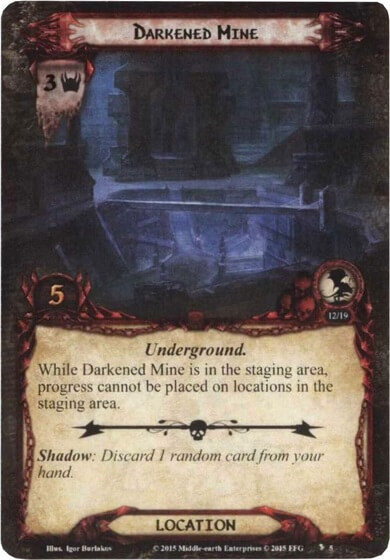 DARKENED MINE
3
5
12/19
Underground.
While Darkened Mine is in the staging area,
progress cannot be placed on locations in the
staging area.
Shadow: Discard 1 random card from your
hand.
LOCATION
Illus. Igor Burlakov
© 2015 Middle-earth Enterprises © 2015 FFG
5